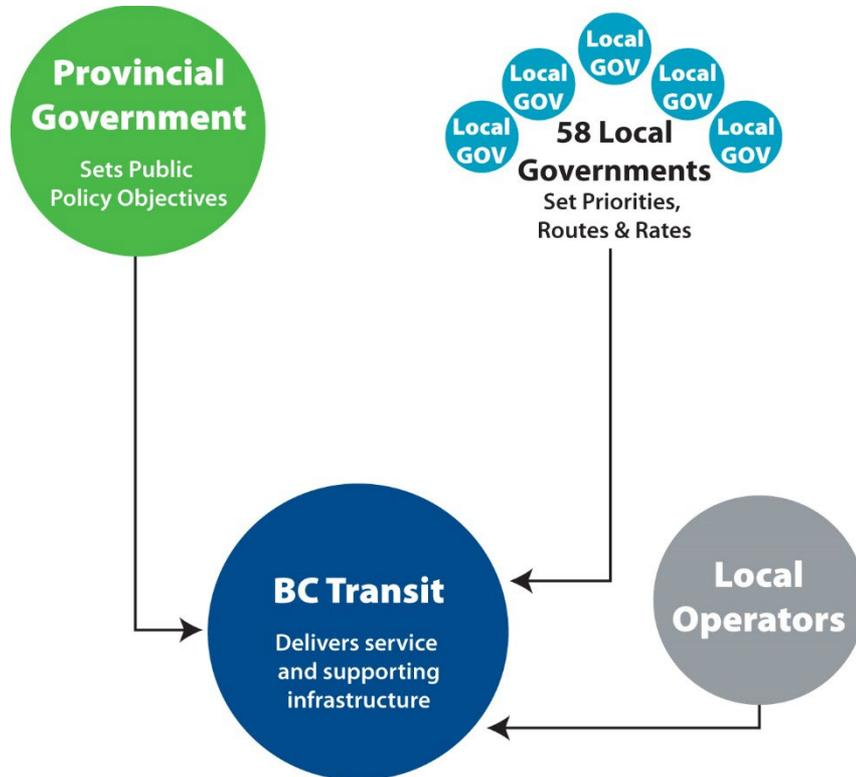 Provincial
Government
Sets Public
Policy Objectives
Local
GOV
Local
GOV
Local
GOV
Local
GOV
Local
GOV
58 Local
Governments
Set Priorities,
Routes & Rates
BC Transit
Delivers service
and supporting
infrastructure
Local
Operators